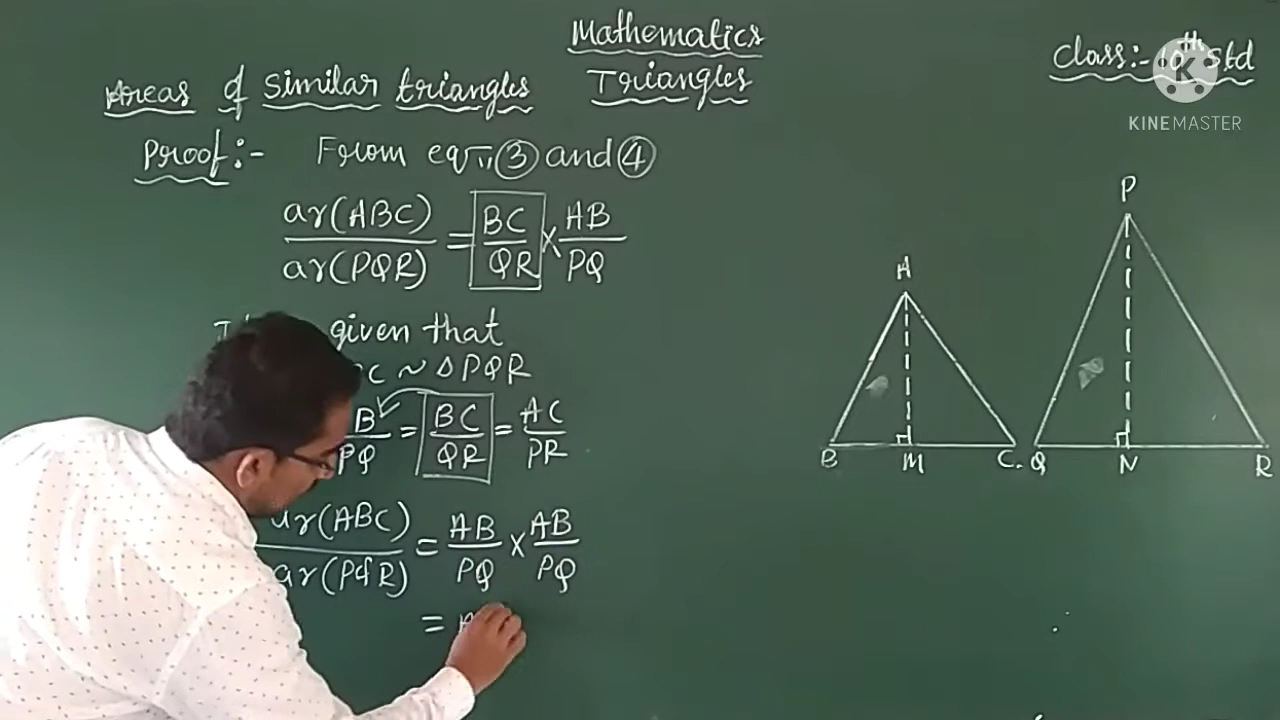 Mathematics
Triangles
Class:- 10th Std
KINEMASTER
Areas of Similar triangles
Proof:- From eqn 3 and 4
ar(ABC)/ar(PQR) = BC/QR × AB/PQ
given that
C ~ ΔPQR
B/PQ = BC/QR = AC/PR
ar(ABC)/ar(PQR) = AB/PQ × AB/PQ
=
A
B M C
P
Q N R